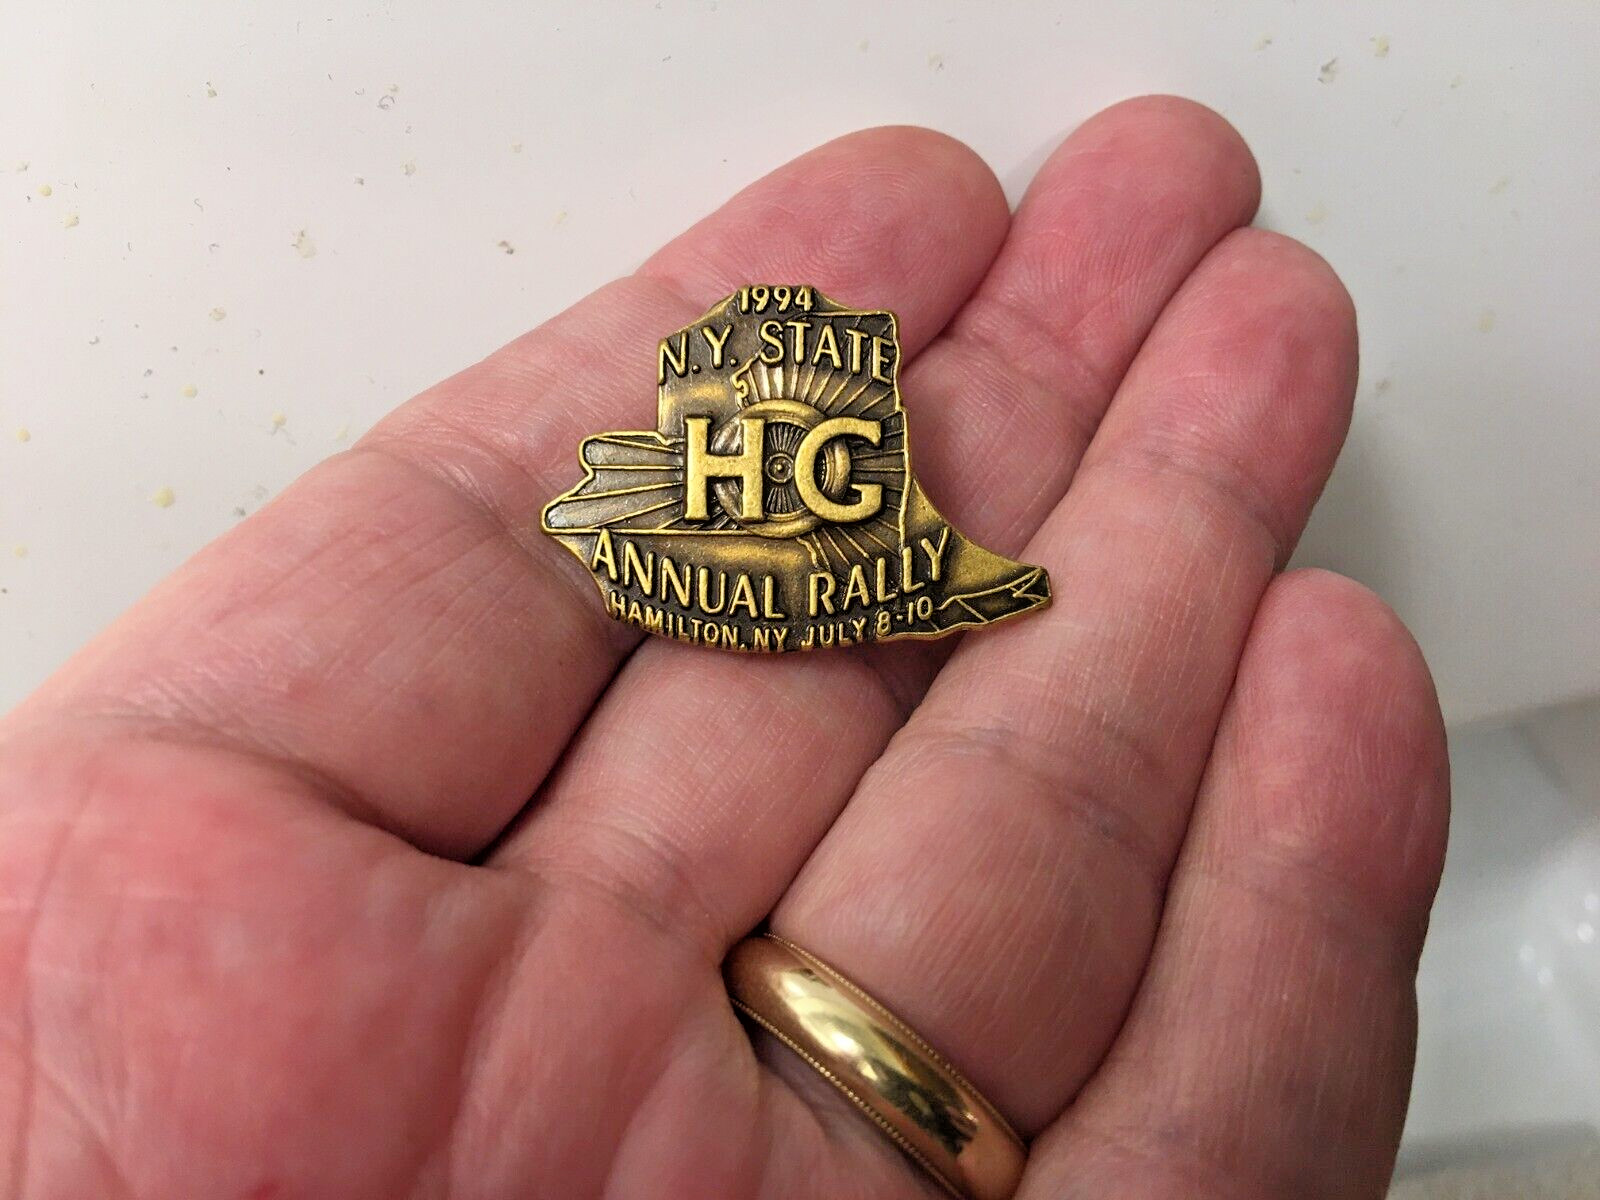 1994
N.Y. STATE
HG
ANNUAL RALLY
HAMILTON, NY JULY 8-10